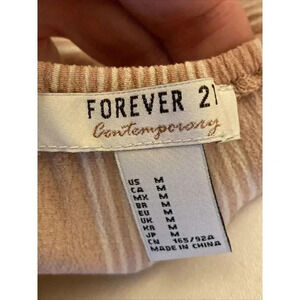 FOREVER 21
Contemporary
US M
CA M
MX M
BR M
EU M
UK M
KR M
JP M
CN 165/92A
MADE IN CHINA